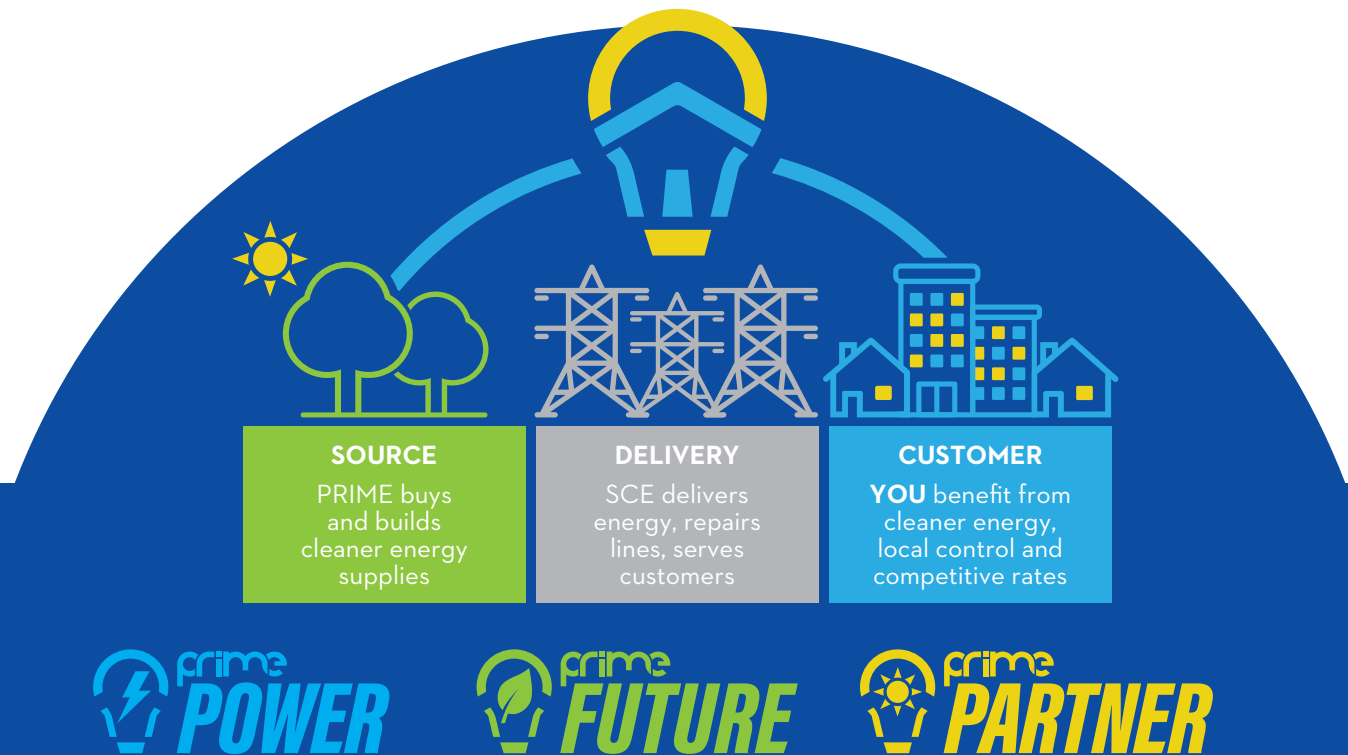 SOURCE
PRIME buys
and builds
cleaner energy
supplies
DELIVERY
SCE delivers
energy, repairs
lines, serves
customers
CUSTOMER
YOU benefit from
cleaner energy,
local control and
competitive rates
prime
POWER
prime
FUTURE
prime
PARTNER